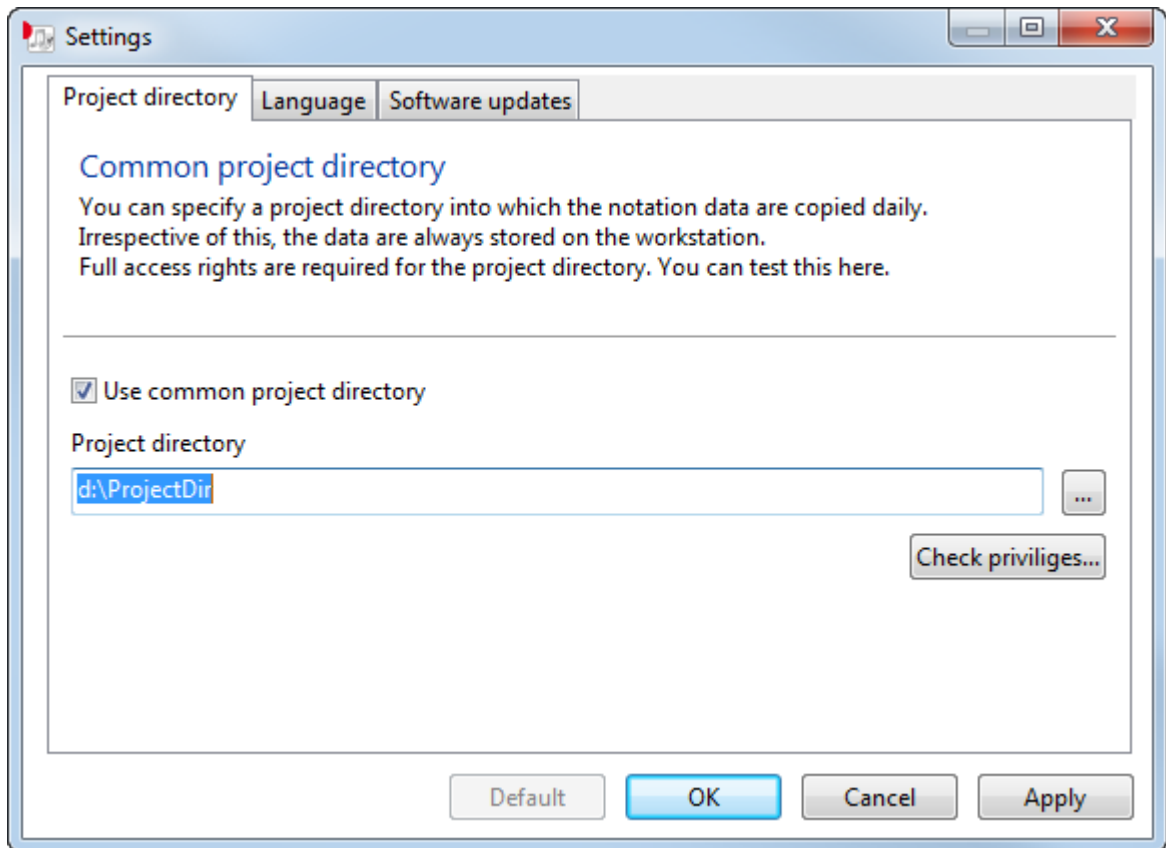 Settings
Project directory
Language
Software updates
Common project directory
You can specify a project directory into which the notation data are copied daily.
Irrespective of this, the data are always stored on the workstation.
Full access rights are required for the project directory. You can test this here.
Use common project directory
Project directory
d:\ProjectDir
...
Check priviliges...
Default
OK
Cancel
Apply